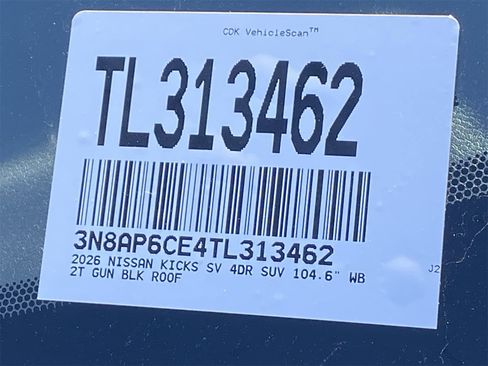 CDK VehicleScan™
TL313462
3N8AP6CE4TL313462
2026 NISSAN KICKS SV 4DR SUV 104.6" WB
2T GUN BLK ROOF
J2